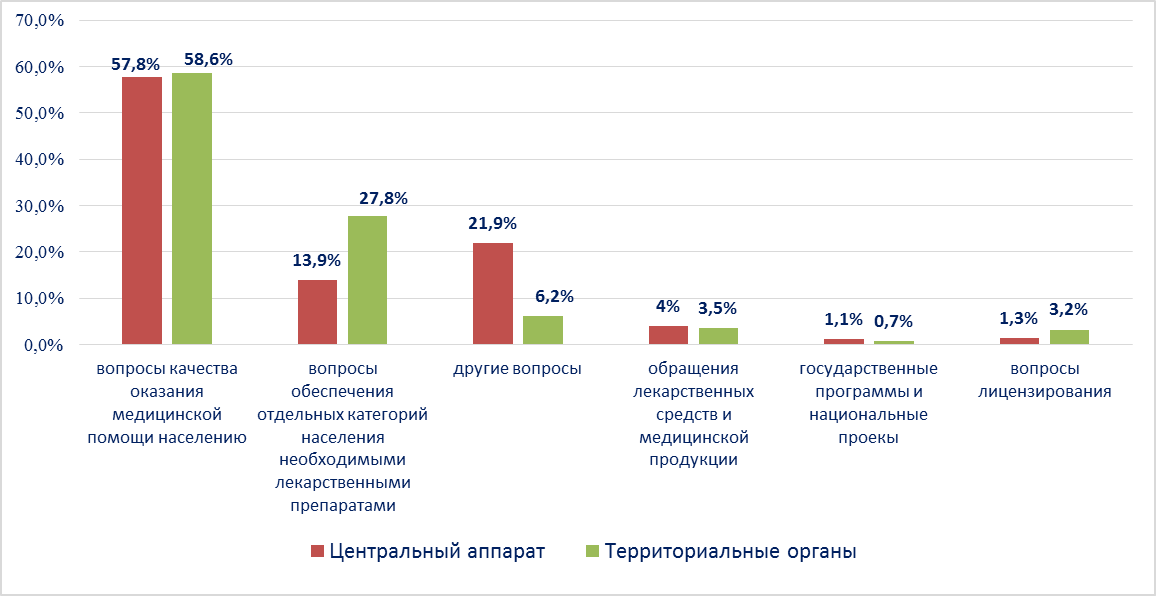 70,0%
60,0%
50,0%
40,0%
30,0%
20,0%
10,0%
0,0%
57,8%
58,6%
13,9%
27,8%
21,9%
6,2%
4%
3,5%
1,1%
0,7%
1,3%
3,2%
вопросы качества
оказания
медицинской
помощи населению
вопросы
обеспечения
отдельных категорий
населения
необходимыми
лекарственными
препаратами
другие вопросы
обращения
лекарственных
средств и
медицинской
продукции
государственные
программы и
национальные
проекы
вопросы
лицензирования
Центральный аппарат
Территориальные органы